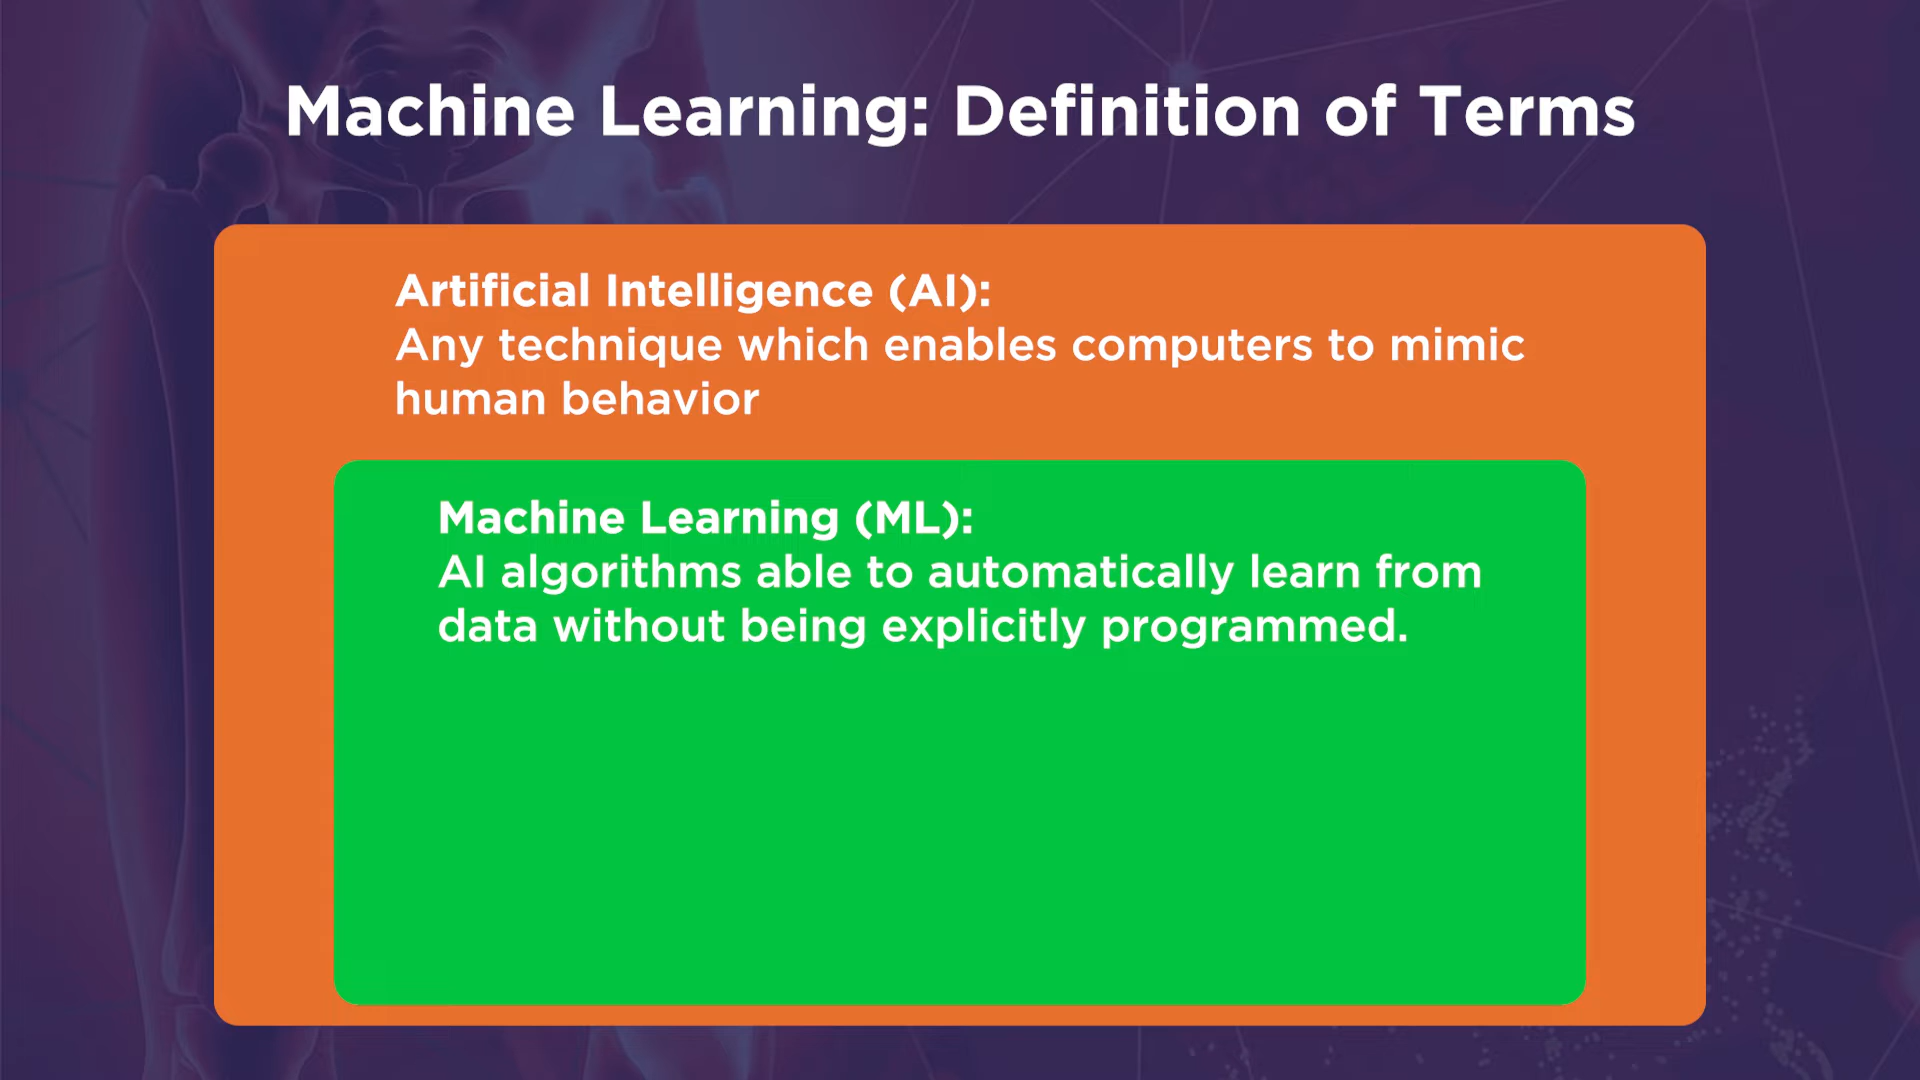 Machine Learning: Definition of Terms
Artificial Intelligence (AI):
Any technique which enables computers to mimic
human behavior
Machine Learning (ML):
AI algorithms able to automatically learn from
data without being explicitly programmed.